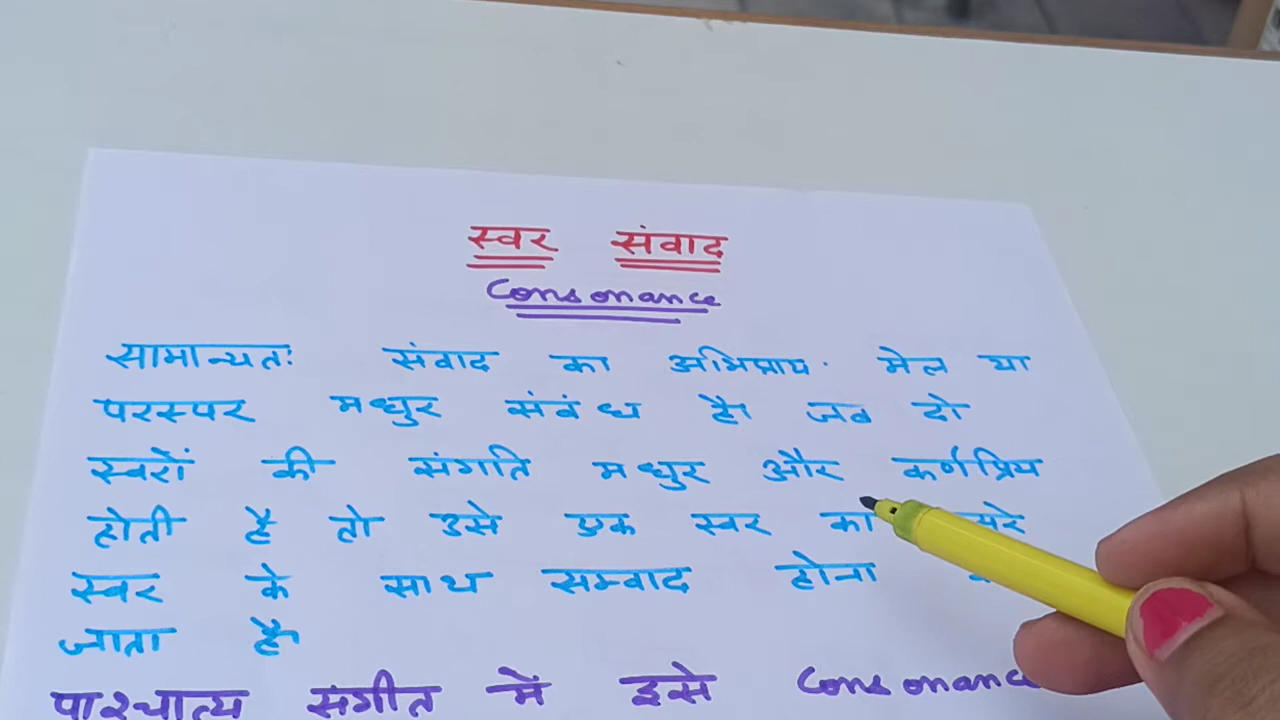 स्वर संवाद
Consonance
सामान्यतः संवाद का अभिप्राय मेल या
परस्पर मधुर संबंध है। जब दो
स्वरों की संगति मधुर और कर्णप्रिय
होती है तो उसे एक स्वर का
स्वर के साथ सम्वाद होना
जाता है
पाश्चात्य संगीत में इसे Consonance